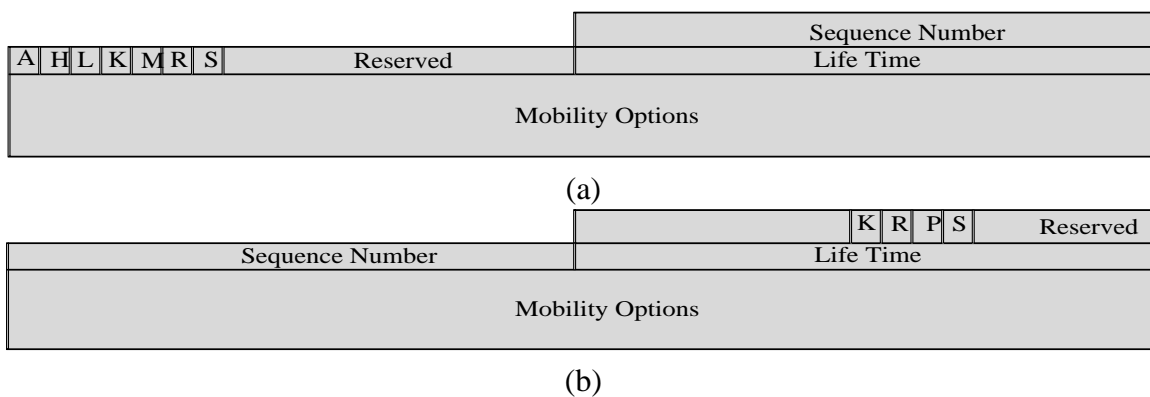 Sequence Number
A H L K M R S Reserved Life Time
Mobility Options
(a)
K R P S Reserved
Sequence Number Life Time
Mobility Options
(b)